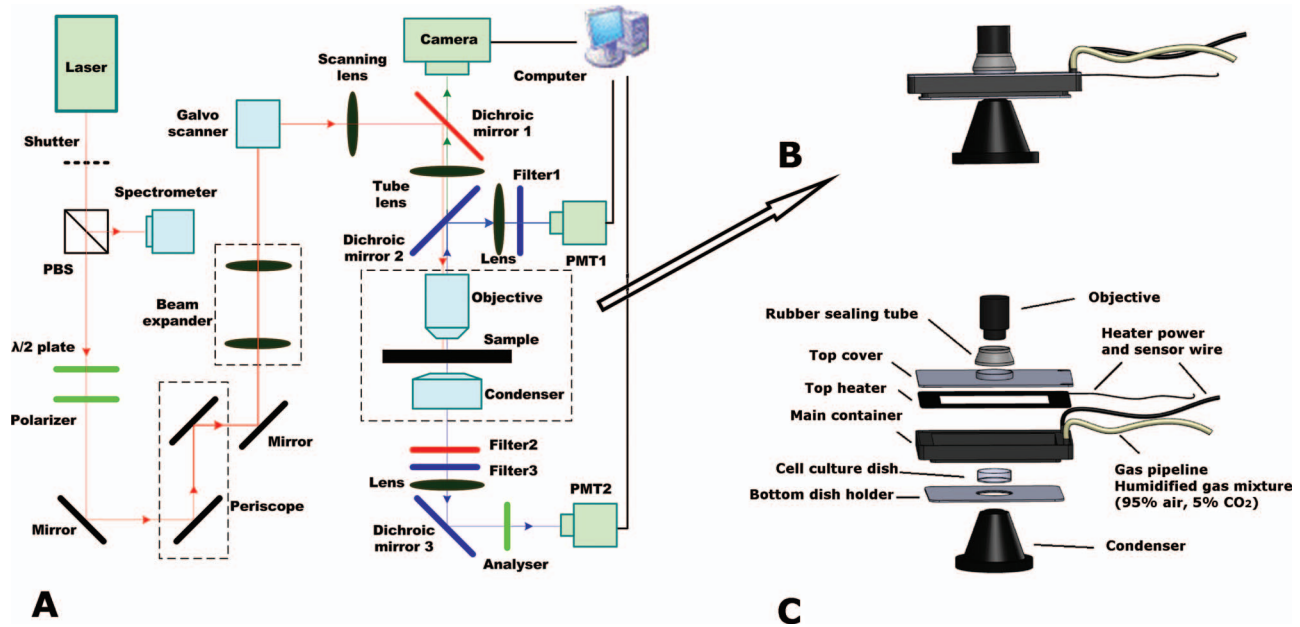 Laser
Shutter
Spectrometer
PBS
Beam
expander
λ/2 plate
Polarizer
Mirror
Periscope
Mirror
Galvo
scanner
Scanning
lens
Camera
Computer
Dichroic
mirror 1
Tube
lens
Filter1
Dichroic
mirror 2
Lens
PMT1
Objective
Sample
Condenser
Filter2
Filter3
Lens
PMT2
Dichroic
mirror 3
Analyser
A
B
Objective
Rubber sealing tube
Heater power
and sensor wire
Top cover
Top heater
Main container
Cell culture dish
Bottom dish holder
Gas pipeline
Humidified gas mixture
(95% air, 5% CO₂)
Condenser
C